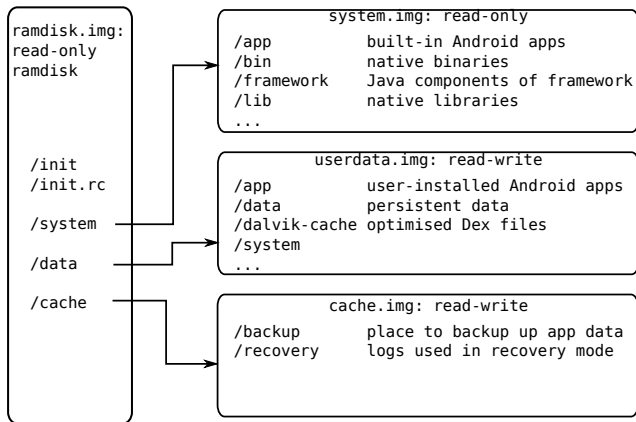 ramdisk.img:
read-only
ramdisk
/init
/init.rc
/system
/data
/cache
system.img: read-only
/app built-in Android apps
/bin native binaries
/framework Java components of framework
/lib native libraries
...
userdata.img: read-write
/app user-installed Android apps
/data persistent data
/dalvik-cache optimised Dex files
/system
...
cache.img: read-write
/backup place to backup up app data
/recovery logs used in recovery mode